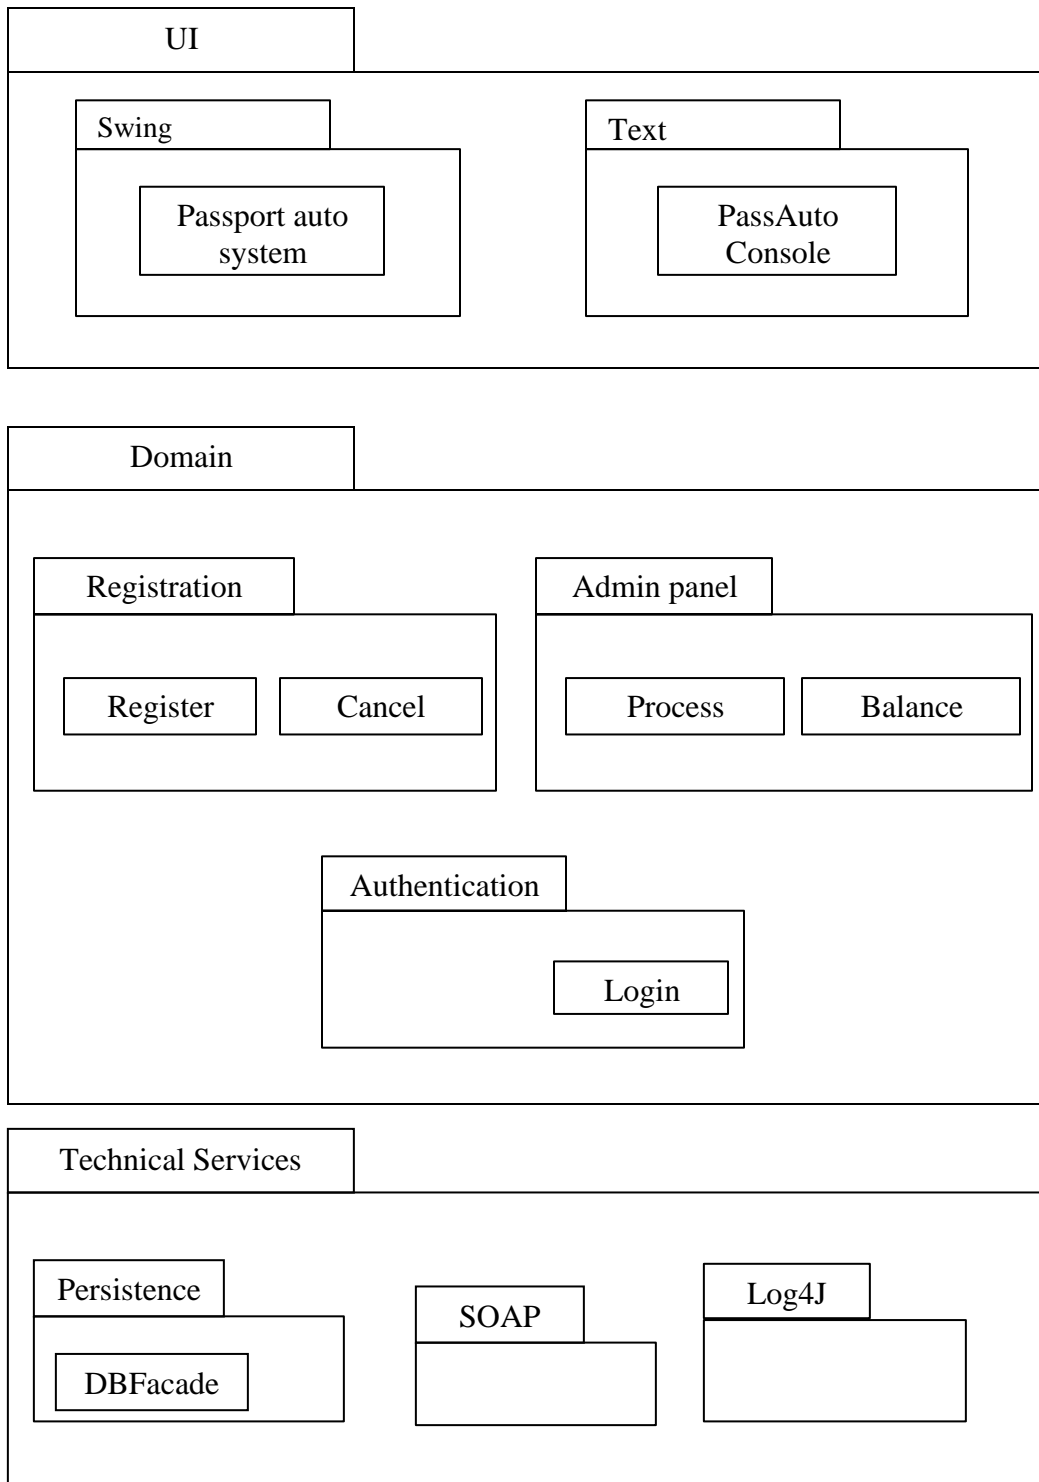 UI
Swing
Text
Passport auto
system
PassAuto
Console
Domain
Registration
Admin panel
Register
Cancel
Process
Balance
Authentication
Login
Technical Services
Persistence
SOAP
Log4J
DBFacade